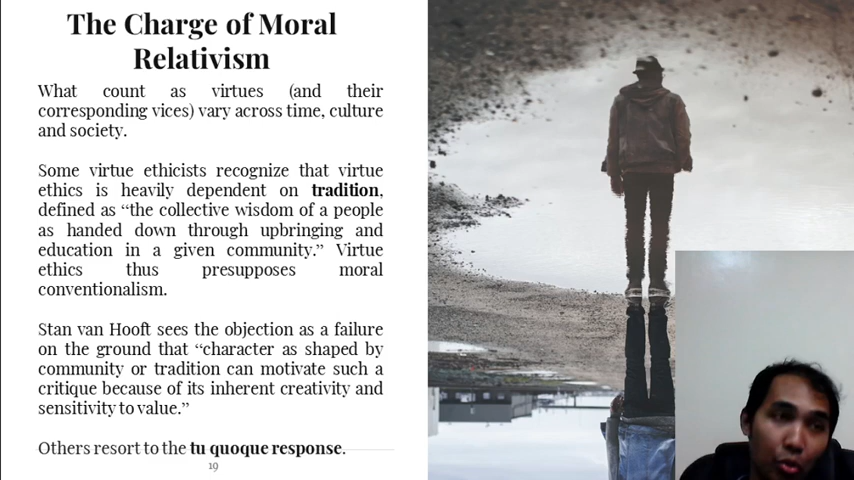 The Charge of Moral
Relativism
What count as virtues (and their
corresponding vices) vary across time, culture
and society.
Some virtue ethicists recognize that virtue
ethics is heavily dependent on tradition,
defined as “the collective wisdom of a people
as handed down through upbringing and
education in a given community.” Virtue
ethics thus presupposes moral
conventionalism.
Stan van Hooft sees the objection as a failure
on the ground that “character as shaped by
community or tradition can motivate such a
critique because of its inherent creativity and
sensitivity to value.”
Others resort to the tu quoque response.
19